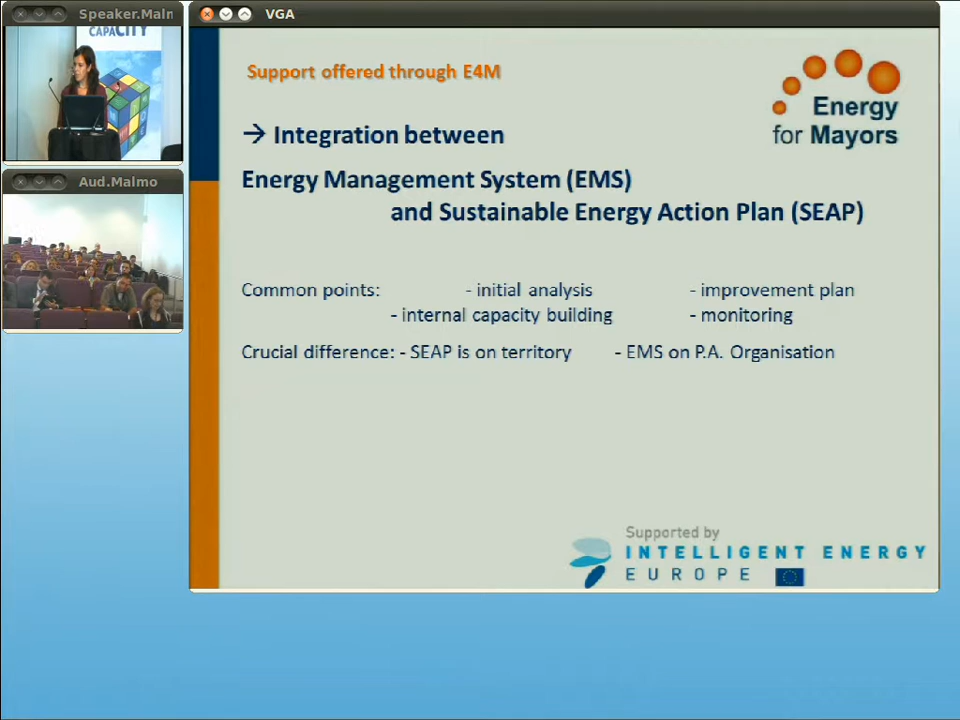 Speaker.Maln
VGA
CAPACITY
Aud.Malmo
Support offered through E4M
Energy
for Mayors
→ Integration between
Energy Management System (EMS)
and Sustainable Energy Action Plan (SEAP)
Common points: - initial analysis - improvement plan
- internal capacity building - monitoring
Crucial difference: - SEAP is on territory - EMS on P.A. Organisation
Supported by
INTELLIGENT ENERGY
EUROPE